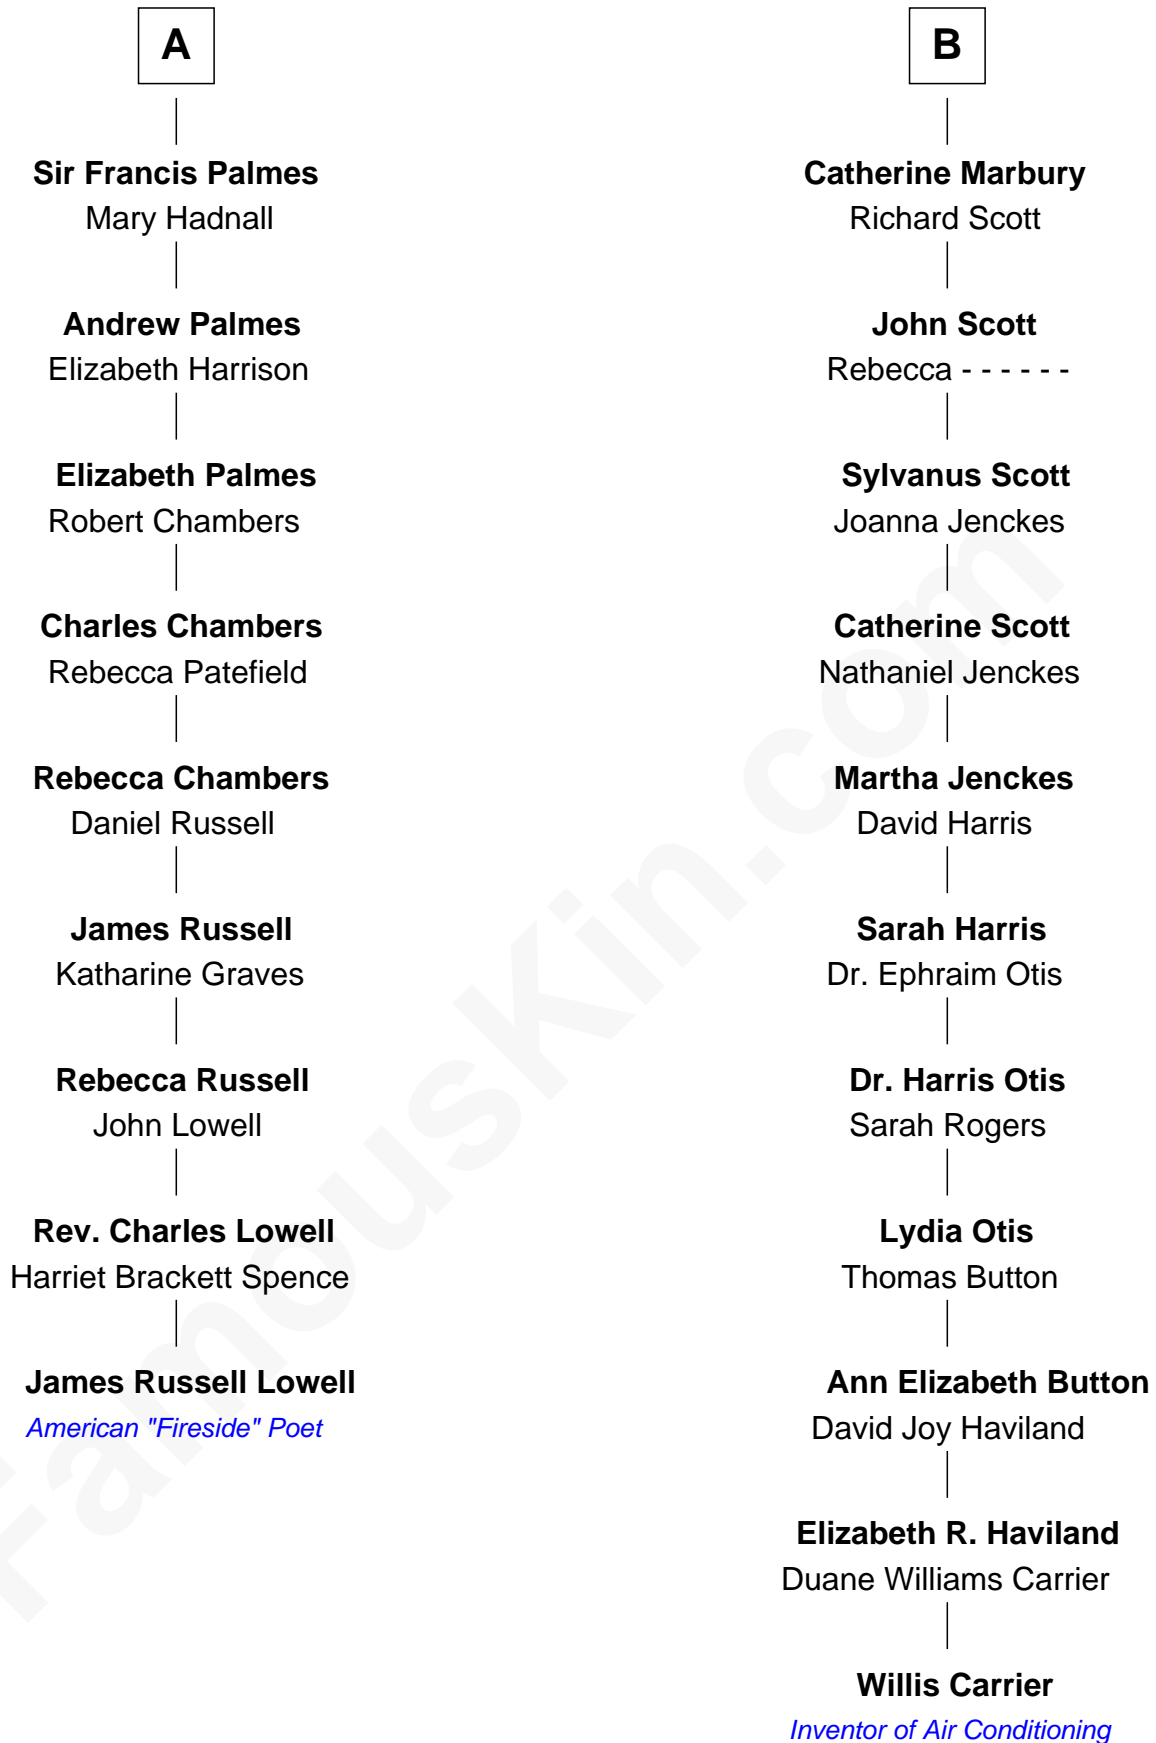 A
Sir Francis Palmes
Mary Hadnall
Andrew Palmes
Elizabeth Harrison
Elizabeth Palmes
Robert Chambers
Charles Chambers
Rebecca Patefield
Rebecca Chambers
Daniel Russell
James Russell
Katharine Graves
Rebecca Russell
John Lowell
Rev. Charles Lowell
Harriet Brackett Spence
James Russell Lowell
American "Fireside" Poet
B
Catherine Marbury
Richard Scott
John Scott
Rebecca - - - - - -
Sylvanus Scott
Joanna Jenckes
Catherine Scott
Nathaniel Jenckes
Martha Jenckes
David Harris
Sarah Harris
Dr. Ephraim Otis
Dr. Harris Otis
Sarah Rogers
Lydia Otis
Thomas Button
Ann Elizabeth Button
David Joy Haviland
Elizabeth R. Haviland
Duane Williams Carrier
Willis Carrier
Inventor of Air Conditioning
FamousKin.com